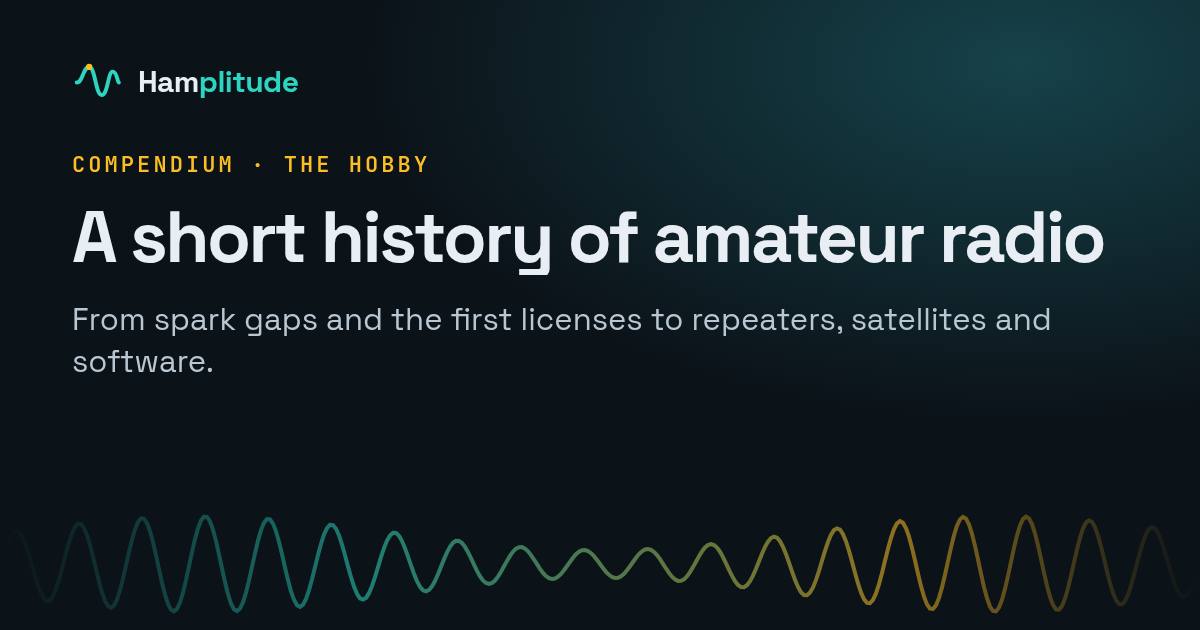 Hamplitude
COMPENDIUM · THE HOBBY
A short history of amateur radio
From spark gaps and the first licenses to repeaters, satellites and
software.